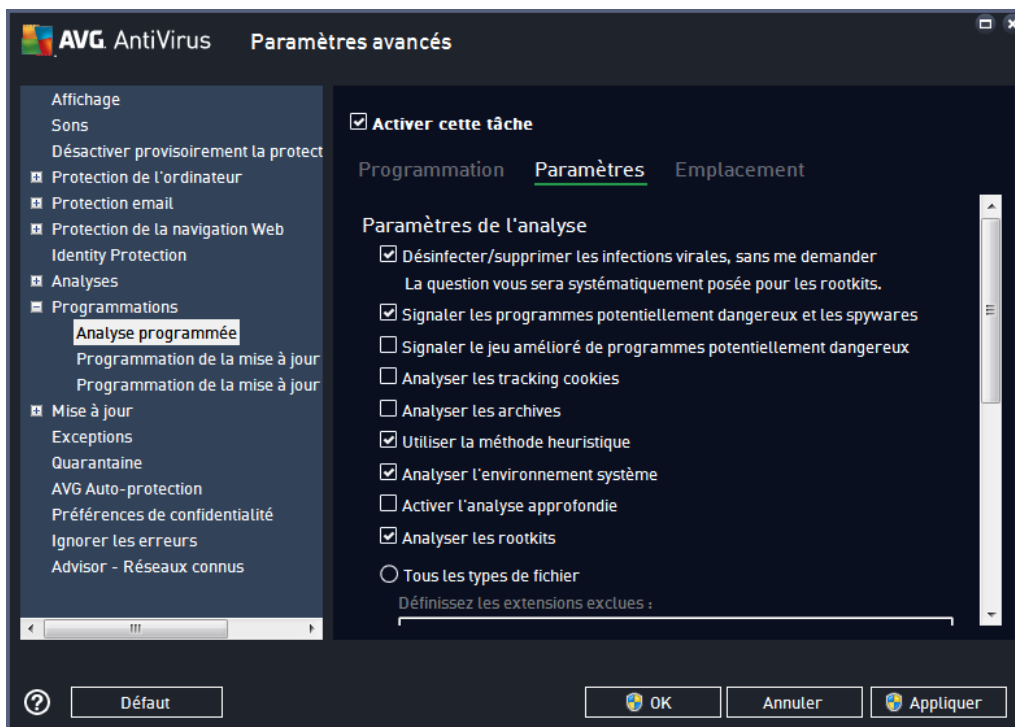 AVG AntiVirus Paramètres avancés
Affichage
Sons
Désactiver provisoirement la protect
Protection de l'ordinateur
Protection email
Protection de la navigation Web
Identity Protection
Analyses
Programmations
Analyse programmée
Programmation de la mise à jour
Programmation de la mise à jour
Mise à jour
Exceptions
Quarantaine
AVG Auto-protection
Préférences de confidentialité
Ignorer les erreurs
Advisor - Réseaux connus
Activer cette tâche
Programmation Paramètres Emplacement
Paramètres de l'analyse
Désinfecter/supprimer les infections virales, sans me demander
La question vous sera systématiquement posée pour les rootkits.
Signaler les programmes potentiellement dangereux et les spywares
Signaler le jeu amélioré de programmes potentiellement dangereux
Analyser les tracking cookies
Analyser les archives
Utiliser la méthode heuristique
Analyser l'environnement système
Activer l'analyse approfondie
Analyser les rootkits
Tous les types de fichier
Définissez les extensions exclues :
? Défaut OK Annuler Appliquer